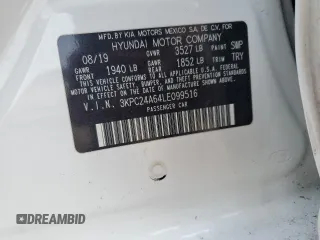 MFD. BY KIA MOTORS MEXICO S.A. DE C.V. FOR
HYUNDAI MOTOR COMPANY
08/19 GVWR 3527 LB PAINT SWP
GAWR FRONT 1940 LB GAWR REAR 1852 LB TRIM TRY
V.I.N. 3KPC24A64LE099516
PASSENGER CAR
THIS VEHICLE CONFORMS TO ALL APPLICABLE FEDERAL MOTOR VEHICLE SAFETY, BUMPER, AND THEFT PREVENTION STANDARDS IN EFFECT ON THE DATE OF MANUFACTURE SHOWN ABOVE.
DREAMBID
DREAMBID.COM